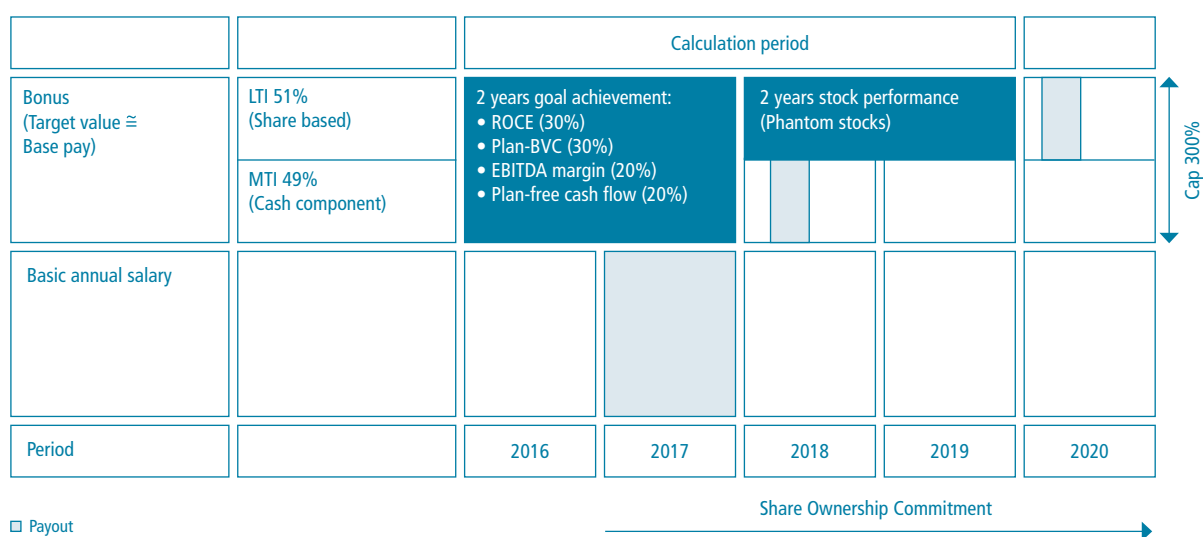 Calculation period
Bonus
(Target value ≅
Base pay)
LTI 51%
(Share based)
MTI 49%
(Cash component)
2 years goal achievement:
• ROCE (30%)
• Plan-BVC (30%)
• EBITDA margin (20%)
• Plan-free cash flow (20%)
2 years stock performance
(Phantom stocks)
Cap 300%
Basic annual salary
Period
2016
2017
2018
2019
2020
Share Ownership Commitment
Payout